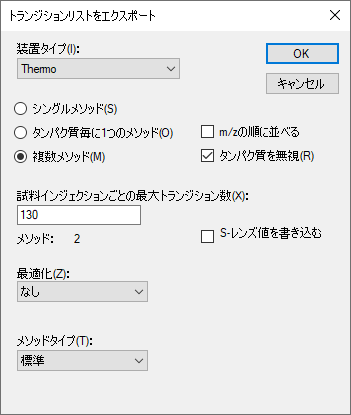 トランジションリストをエクスポート
装置タイプ(I):
Thermo
OK
キャンセル
シングルメソッド(S)
タンパク質毎に1つのメソッド(O)
m/zの順に並べる
複数メソッド(M)
タンパク質を無視(R)
試料インジェクションごとの最大トランジション数(X):
130
メソッド: 2
S-レンズ値を書き込む
最適化(Z):
なし
メソッドタイプ(T):
標準